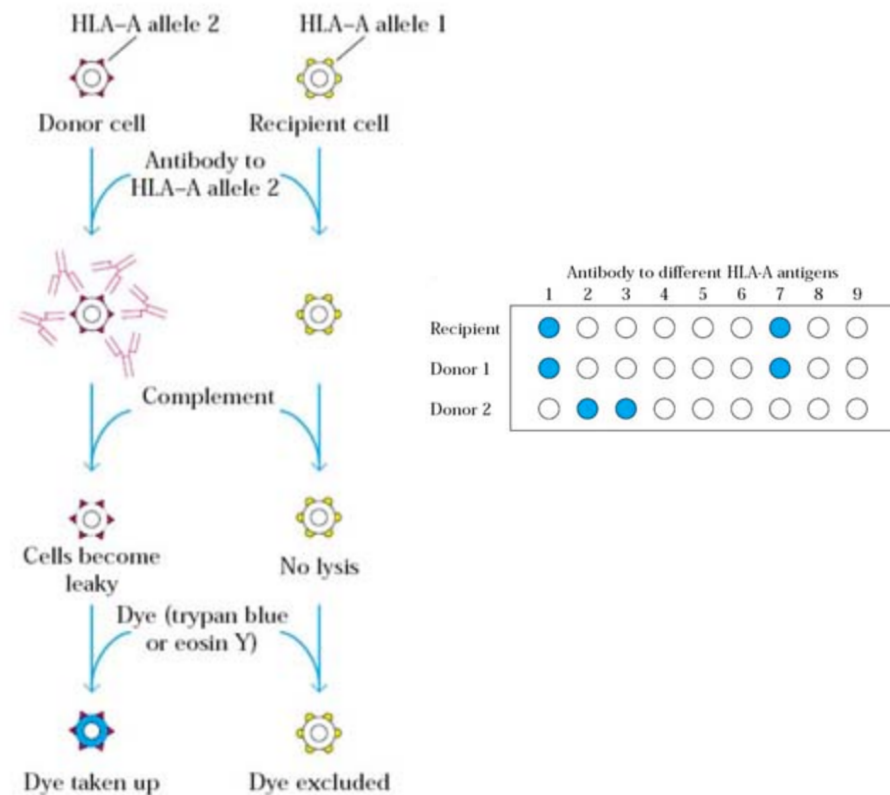 HLA–A allele 2
HLA–A allele 1
Donor cell
Recipient cell
Antibody to
HLA–A allele 2
Complement
Cells become
leaky
No lysis
Dye (trypan blue
or eosin Y)
Dye taken up
Dye excluded
Antibody to different HLA-A antigens
1 2 3 4 5 6 7 8 9
Recipient
Donor 1
Donor 2